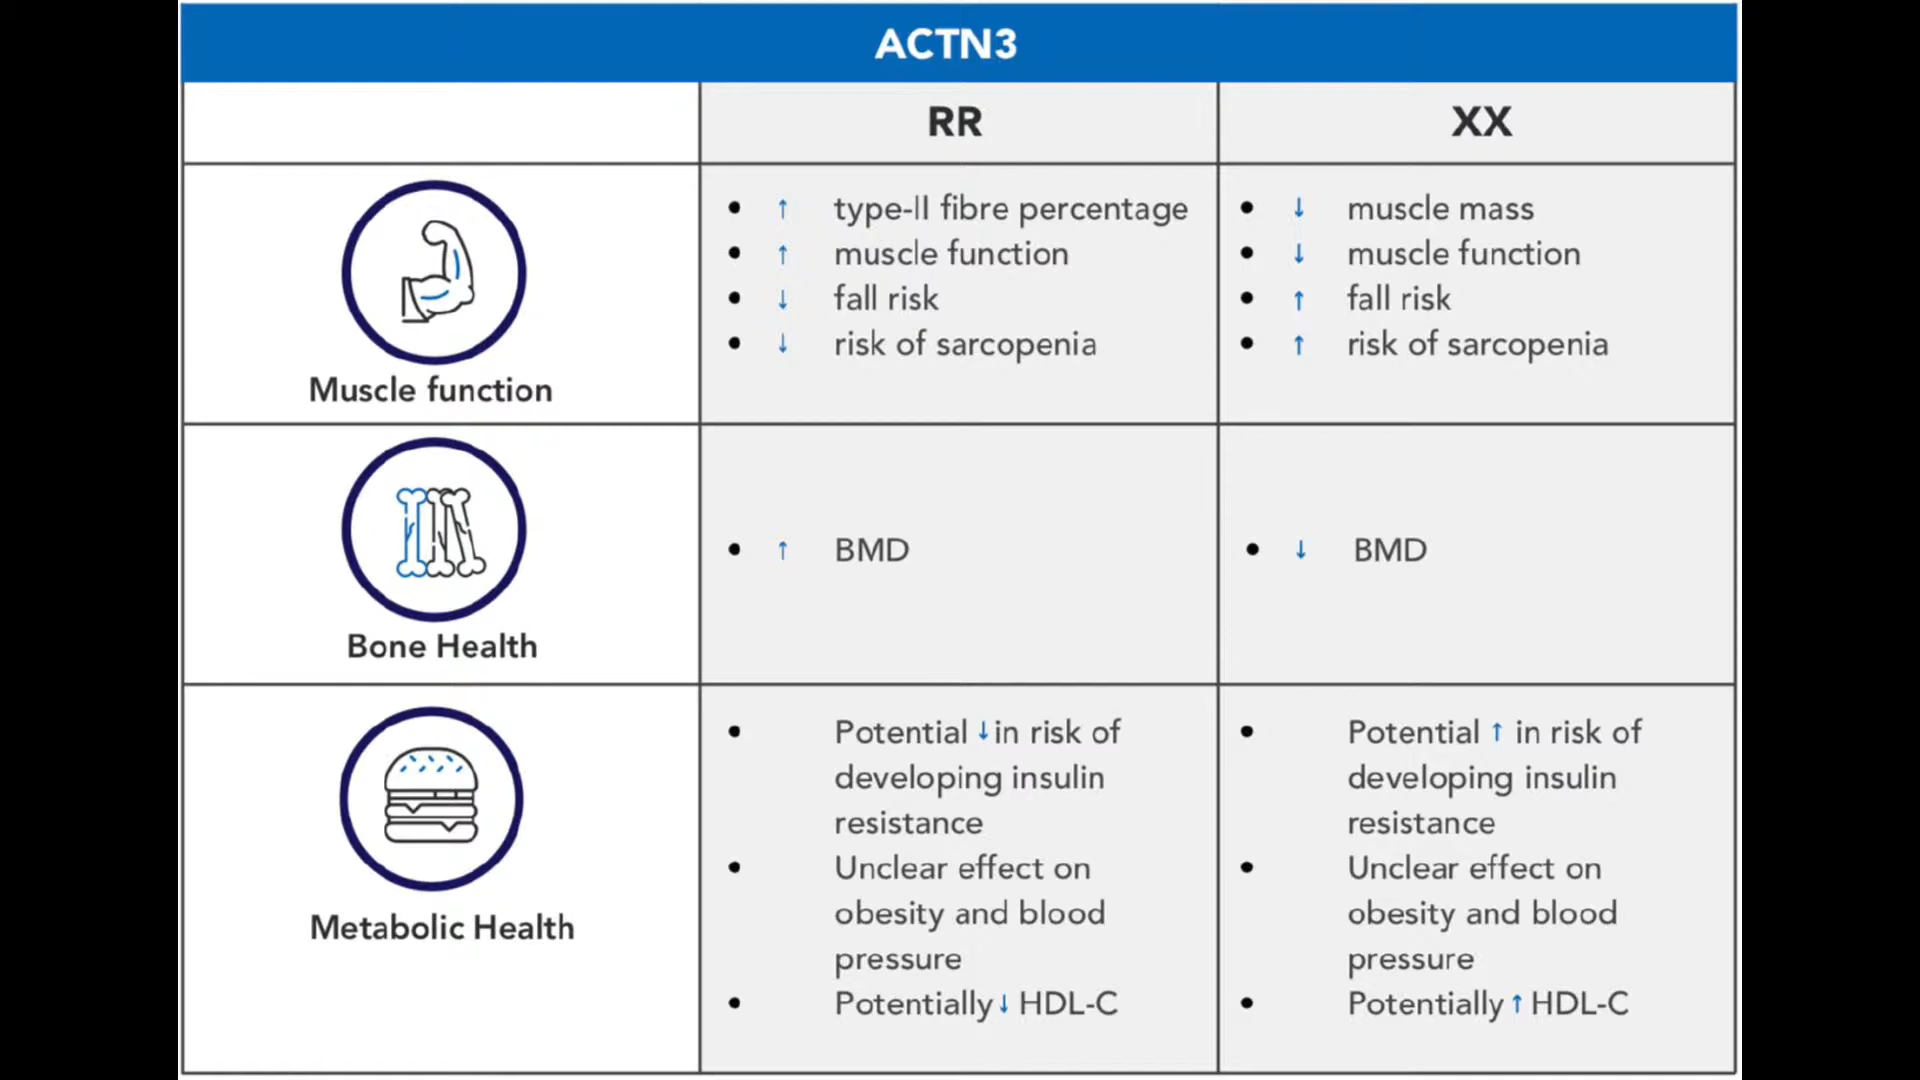 ACTN3
RR
XX
Muscle function
• ↑ type-II fibre percentage
• ↑ muscle function
• ↓ fall risk
• ↓ risk of sarcopenia
• ↓ muscle mass
• ↓ muscle function
• ↑ fall risk
• ↑ risk of sarcopenia
Bone Health
• ↑ BMD
• ↓ BMD
Metabolic Health
• Potential ↓ in risk of
developing insulin
resistance
• Unclear effect on
obesity and blood
pressure
• Potentially ↓ HDL-C
• Potential ↑ in risk of
developing insulin
resistance
• Unclear effect on
obesity and blood
pressure
• Potentially ↑ HDL-C